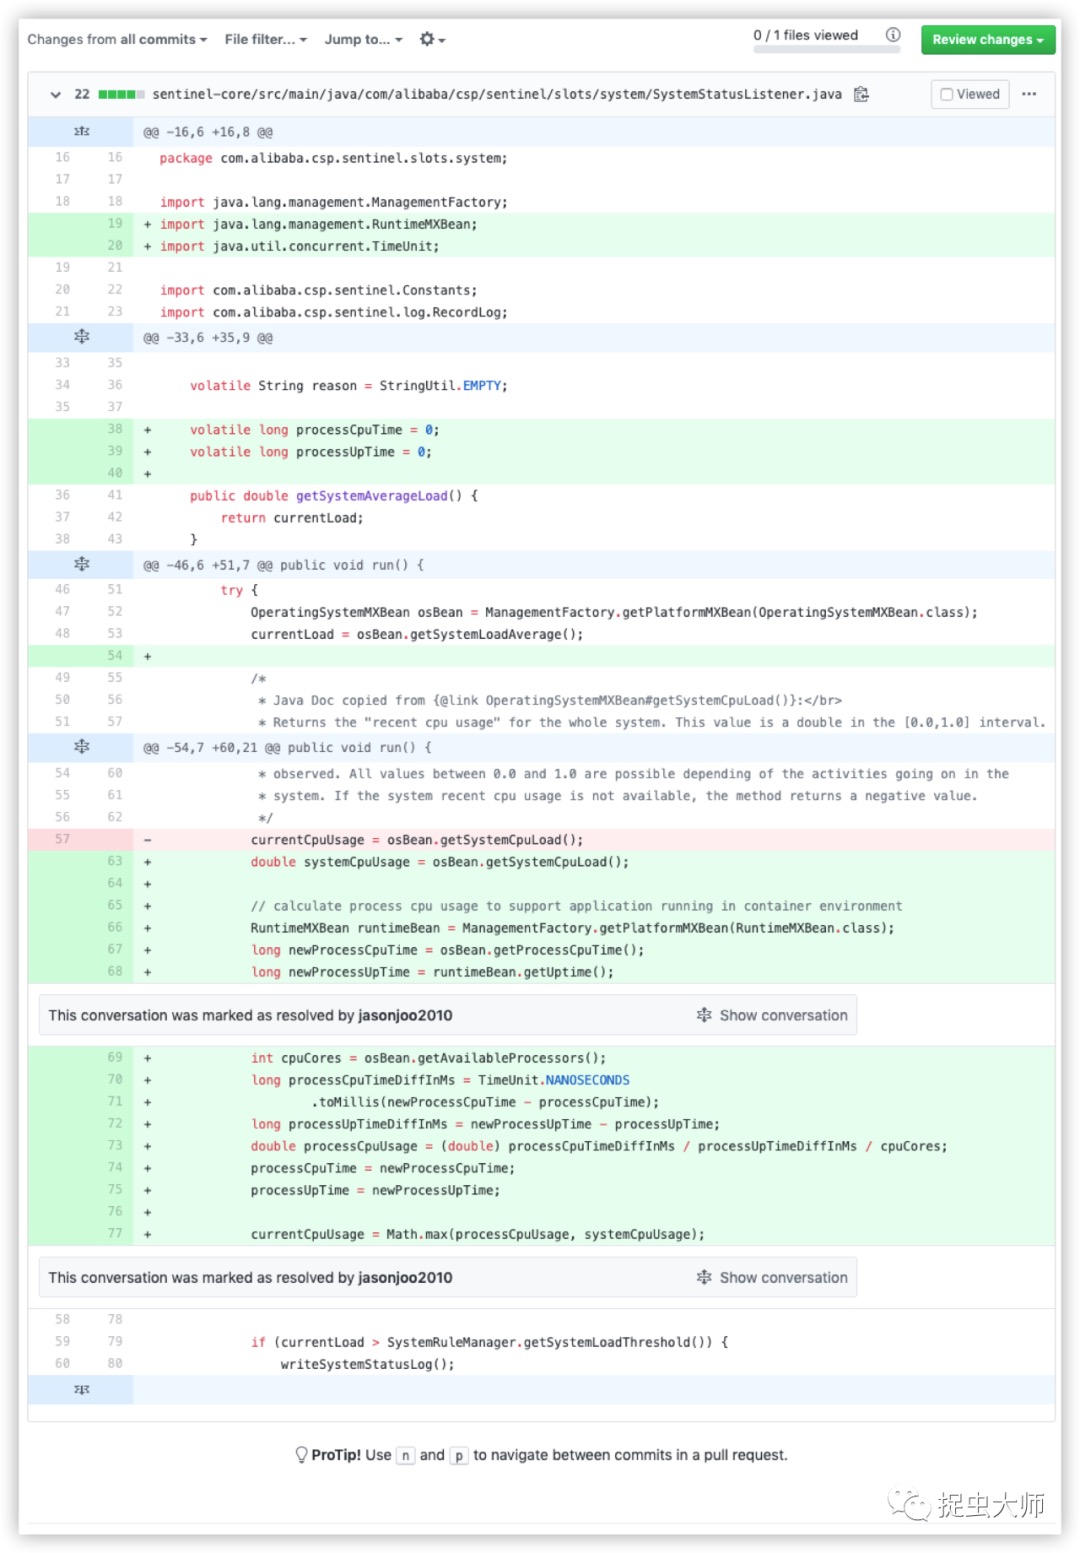 Changes from all commits File filter... Jump to... 0 / 1 files viewed Review changes
22 sentinel-core/src/main/java/com/alibaba/csp/sentinel/slots/system/SystemStatusListener.java Viewed ...
@@ -16,6 +16,8 @@
16 16 package com.alibaba.csp.sentinel.slots.system;
17 17
18 18 import java.lang.management.ManagementFactory;
19 + import java.lang.management.RuntimeMXBean;
20 + import java.util.concurrent.TimeUnit;
19 21
20 22 import com.alibaba.csp.sentinel.Constants;
21 23 import com.alibaba.csp.sentinel.log.RecordLog;
@@ -33,6 +35,9 @@
33 35
34 36 volatile String reason = StringUtil.EMPTY;
35 37
38 + volatile long processCpuTime = 0;
39 + volatile long processUpTime = 0;
40 +
36 41 public double getSystemAverageLoad() {
37 42 return currentLoad;
38 43 }
@@ -46,6 +51,7 @@ public void run() {
46 51 try {
47 52 OperatingSystemMXBean osBean = ManagementFactory.getPlatformMXBean(OperatingSystemMXBean.class);
48 53 currentLoad = osBean.getSystemLoadAverage();
54 +
49 55 /*
50 56 * Java Doc copied from {@link OperatingSystemMXBean#getSystemCpuLoad()}:</br>
51 57 * Returns the "recent cpu usage" for the whole system. This value is a double in the [0.0,1.0] interval.
@@ -54,7 +60,21 @@ public void run() {
54 60 * observed. All values between 0.0 and 1.0 are possible depending of the activities going on in the
55 61 * system. If the system recent cpu usage is not available, the method returns a negative value.
56 62 */
57 - currentCpuUsage = osBean.getSystemCpuLoad();
63 + double systemCpuUsage = osBean.getSystemCpuLoad();
64 +
65 + // calculate process cpu usage to support application running in container environment
66 + RuntimeMXBean runtimeBean = ManagementFactory.getPlatformMXBean(RuntimeMXBean.class);
67 + long newProcessCpuTime = osBean.getProcessCpuTime();
68 + long newProcessUpTime = runtimeBean.getUptime();
This conversation was marked as resolved by jasonjoo2010 Show conversation
69 + int cpuCores = osBean.getAvailableProcessors();
70 + long processCpuTimeDiffInMs = TimeUnit.NANOSECONDS
71 + .toMillis(newProcessCpuTime - processCpuTime);
72 + long processUpTimeDiffInMs = newProcessUpTime - processUpTime;
73 + double processCpuUsage = (double) processCpuTimeDiffInMs / processUpTimeDiffInMs / cpuCores;
74 + processCpuTime = newProcessCpuTime;
75 + processUpTime = newProcessUpTime;
76 +
77 + currentCpuUsage = Math.max(processCpuUsage, systemCpuUsage);
This conversation was marked as resolved by jasonjoo2010 Show conversation
58 78
59 79 if (currentLoad > SystemRuleManager.getSystemLoadThreshold()) {
60 80 writeSystemStatusLog();
ProTip! Use n and p to navigate between commits in a pull request.
捉虫大师